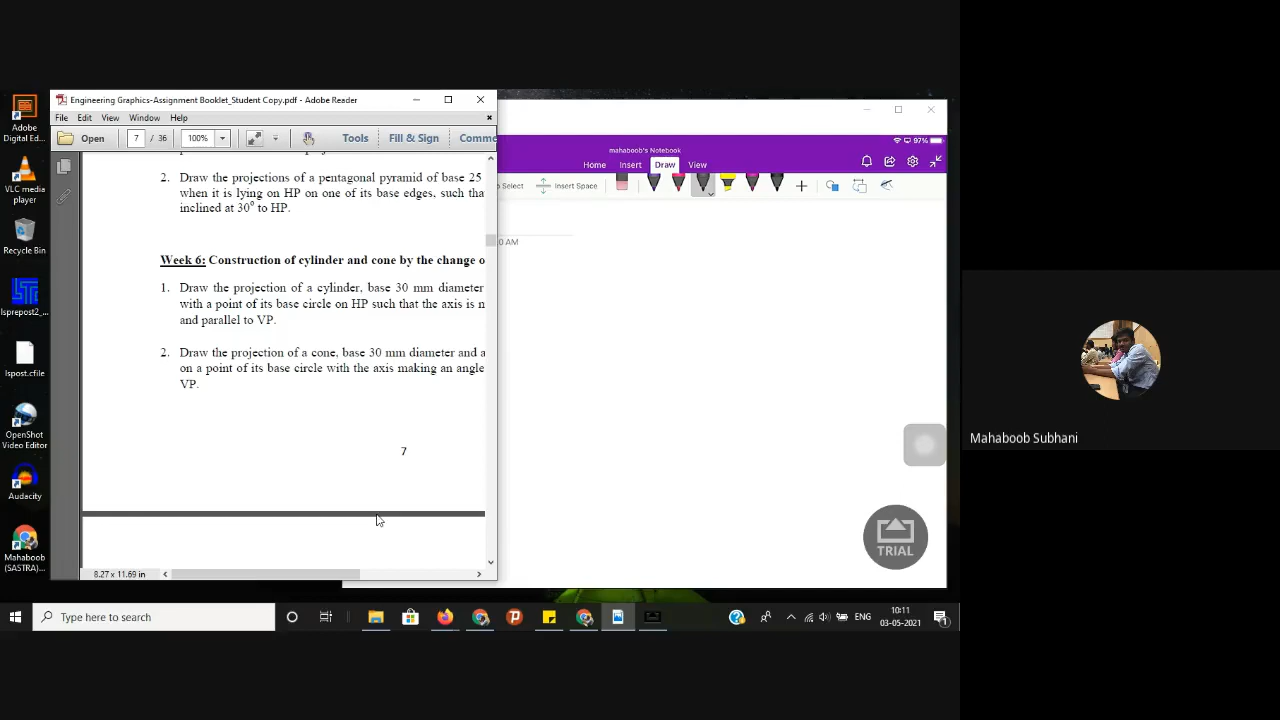 Engineering Graphics-Assignment Booklet_Student Copy.pdf - Adobe Reader
File Edit View Window Help
Open 7 / 36 100% Tools Fill & Sign Comme
2. Draw the projections of a pentagonal pyramid of base 25
when it is lying on HP on one of its base edges, such that
inclined at 30⁰ to HP.
Week 6: Construction of cylinder and cone by the change o
1. Draw the projection of a cylinder, base 30 mm diameter
with a point of its base circle on HP such that the axis is
and parallel to VP.
2. Draw the projection of a cone, base 30 mm diameter and a
on a point of its base circle with the axis making an angle
VP.
7
8.27 x 11.69 in
97%
mahaboob's Notebook
Home Insert Draw View
Select Insert Space
0 AM
TRIAL
Adobe
Digital Ed...
VLC media
player
Recycle Bin
lsprepost2_...
lspost.cfile
OpenShot
Video Editor
Audacity
Mahaboob
(SASTRA)...
Type here to search
ENG
10:11
03-05-2021
1
Mahaboob Subhani